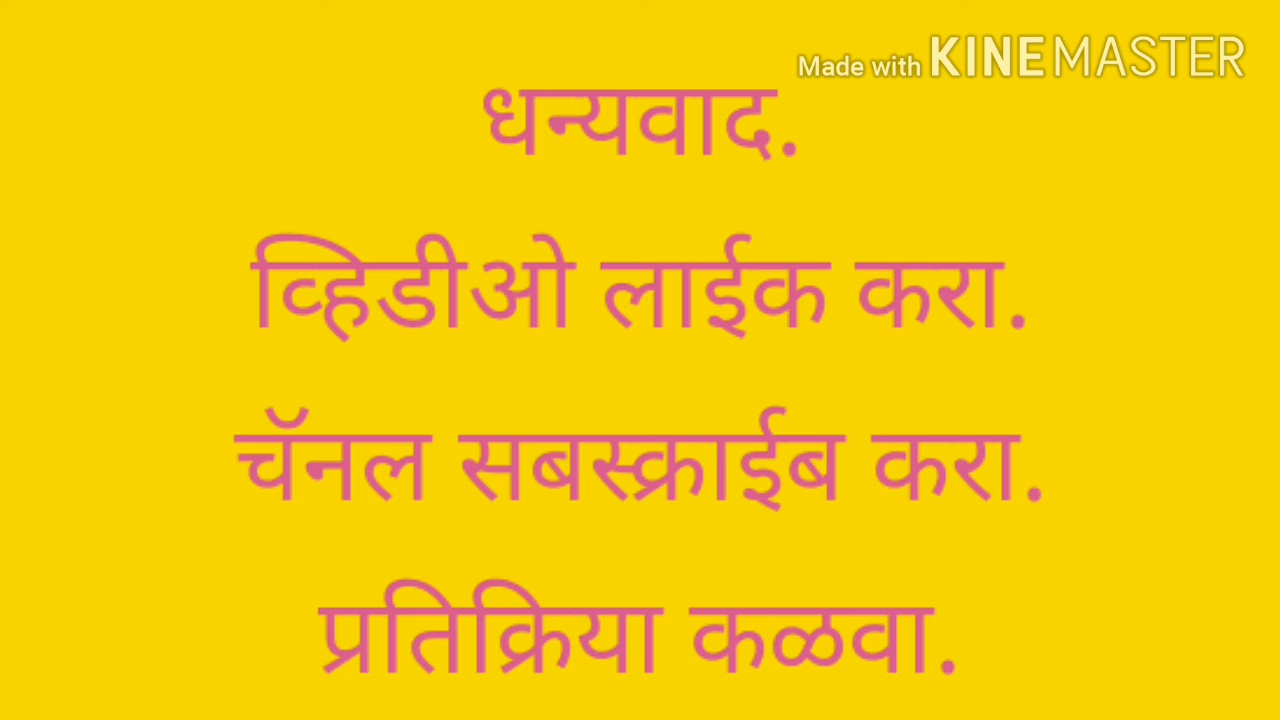 Made with KINEMASTER
धन्यवाद.
व्हिडीओ लाईक करा.
चॅनल सबस्क्राईब करा.
प्रतिक्रिया कळवा.